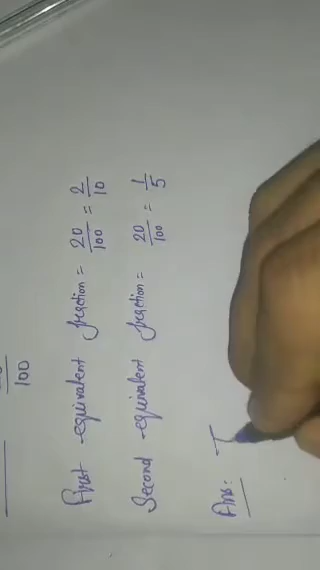 100
First equivalent fraction = 20/100 = 2/10
Second equivalent fraction = 20/100 = 1/5
Ans: T